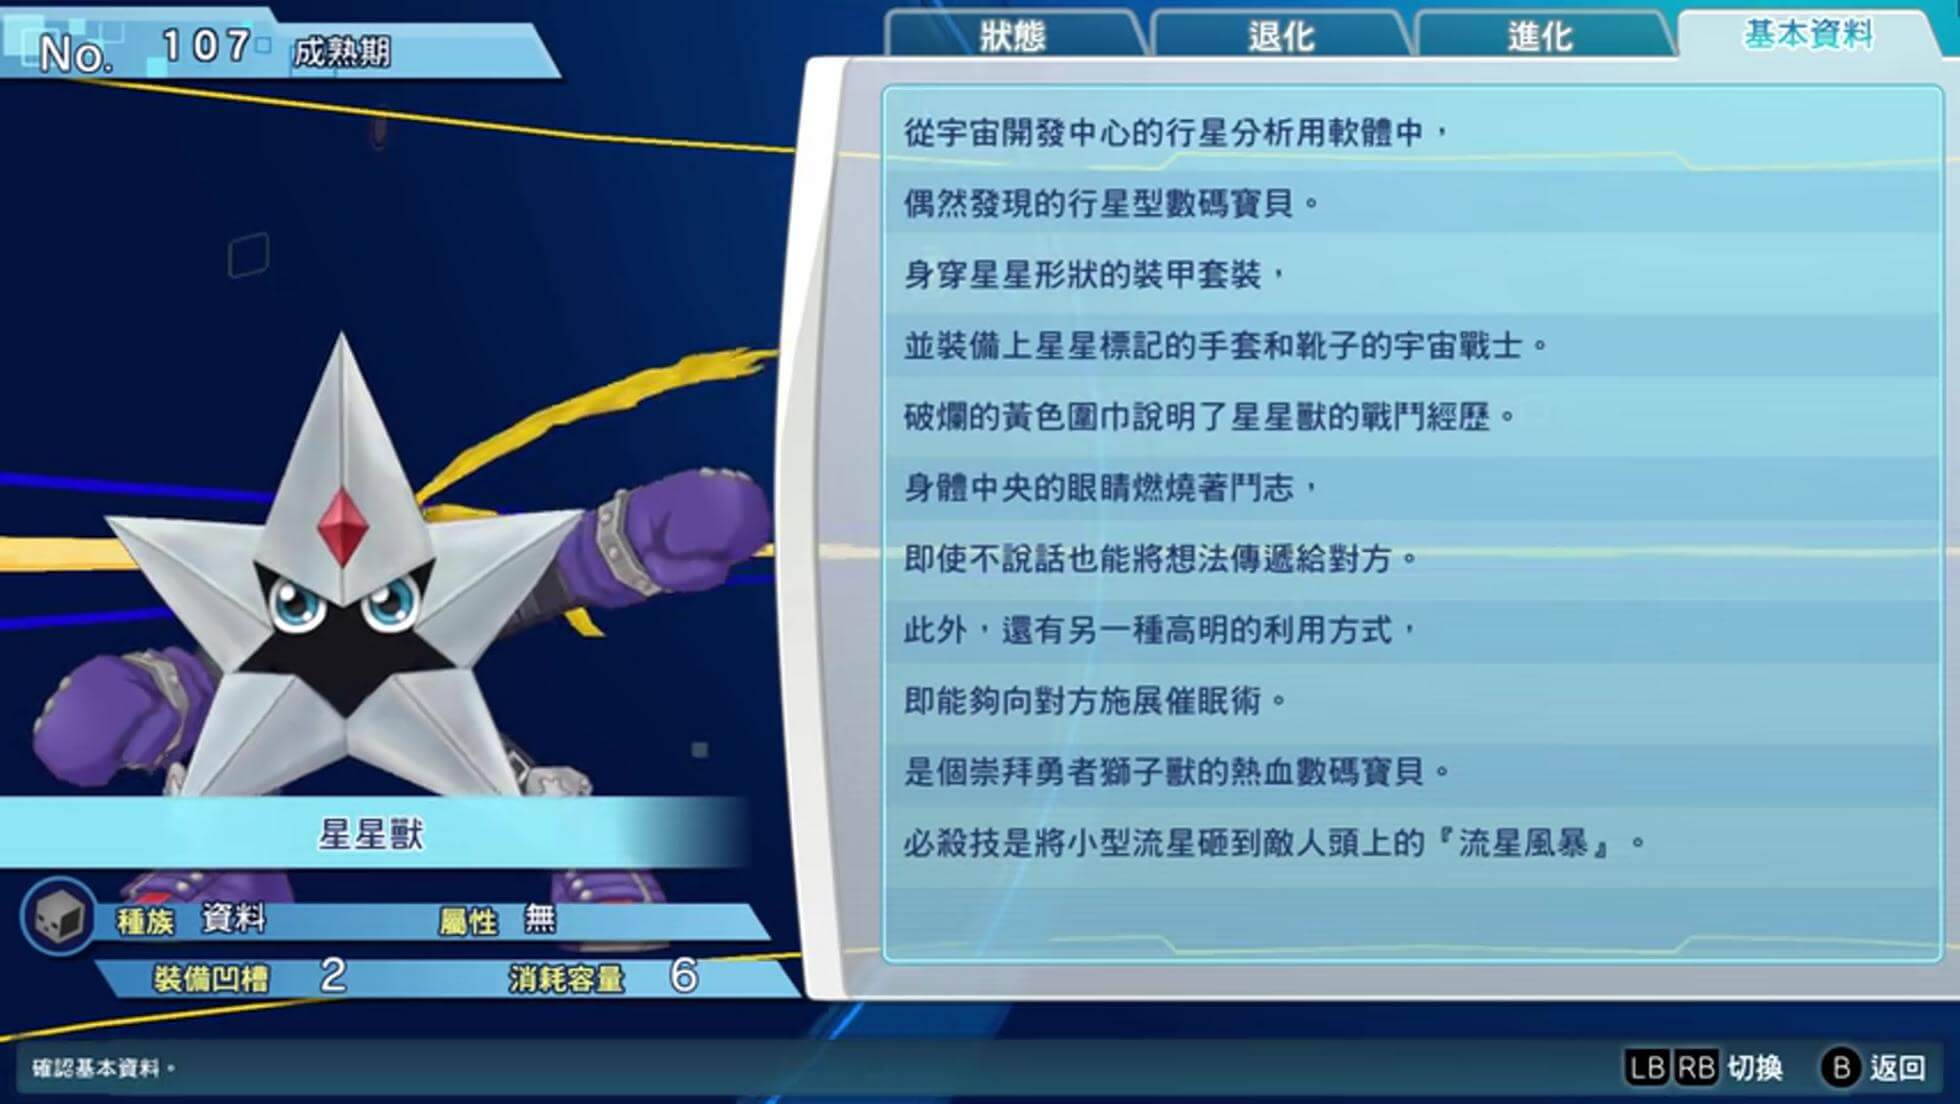 No. 107 成熟期
狀態 退化 進化 基本資料
從宇宙開發中心的行星分析用軟體中，
偶然發現的行星型數碼寶貝。
身穿星星形狀的裝甲套裝，
並裝備上星星標記的手套和靴子的宇宙戰士。
破爛的黃色圍巾說明了星星獸的戰鬥經歷。
身體中央的眼睛燃燒著鬥志，
即使不說話也能將想法傳遞給對方。
此外，還有另一種高明的利用方式，
即能夠向對方施展催眠術。
是個崇拜勇者獅子獸的熱血數碼寶貝。
必殺技是將小型流星砸到敵人頭上的『流星風暴』。
星星獸
種族 資料 屬性 無
裝備凹槽 2 消耗容量 6
確認基本資料。
LB RB 切換 B 返回